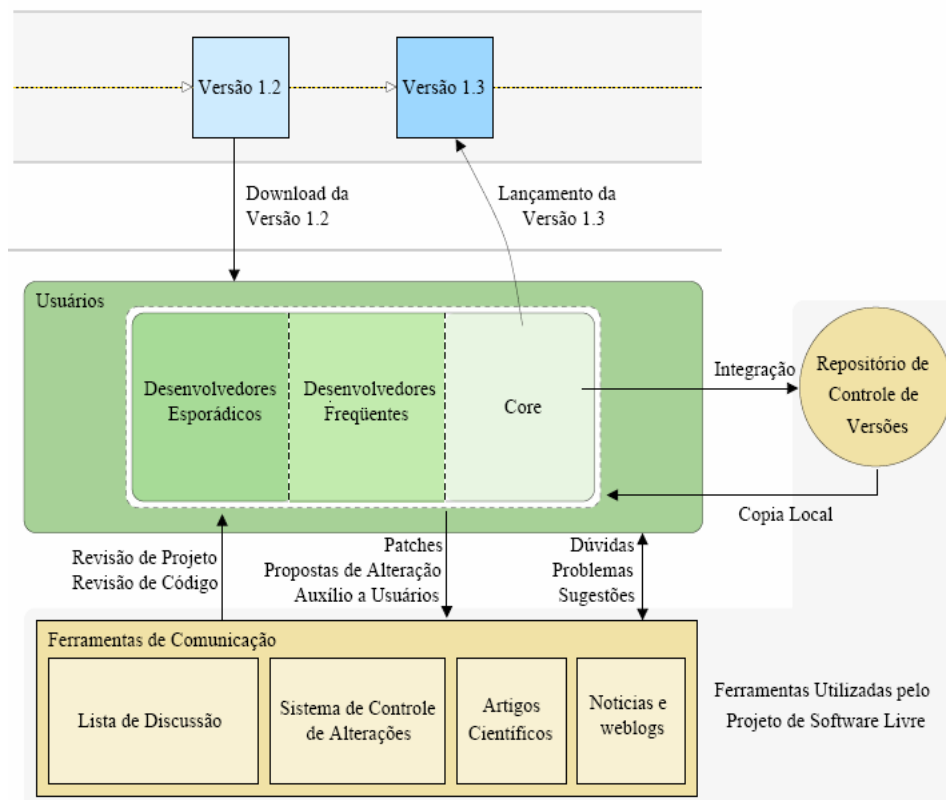 Versão 1.2
Versão 1.3
Download da
Versão 1.2
Lançamento da
Versão 1.3
Usuários
Desenvolvedores
Esporádicos
Desenvolvedores
Freqüentes
Core
Integração
Repositório de
Controle de
Versões
Copia Local
Revisão de Projeto
Revisão de Código
Patches
Propostas de Alteração
Auxílio a Usuários
Dúvidas
Problemas
Sugestões
Ferramentas de Comunicação
Lista de Discussão
Sistema de Controle
de Alterações
Artigos
Científicos
Noticias e
weblogs
Ferramentas Utilizadas pelo
Projeto de Software Livre